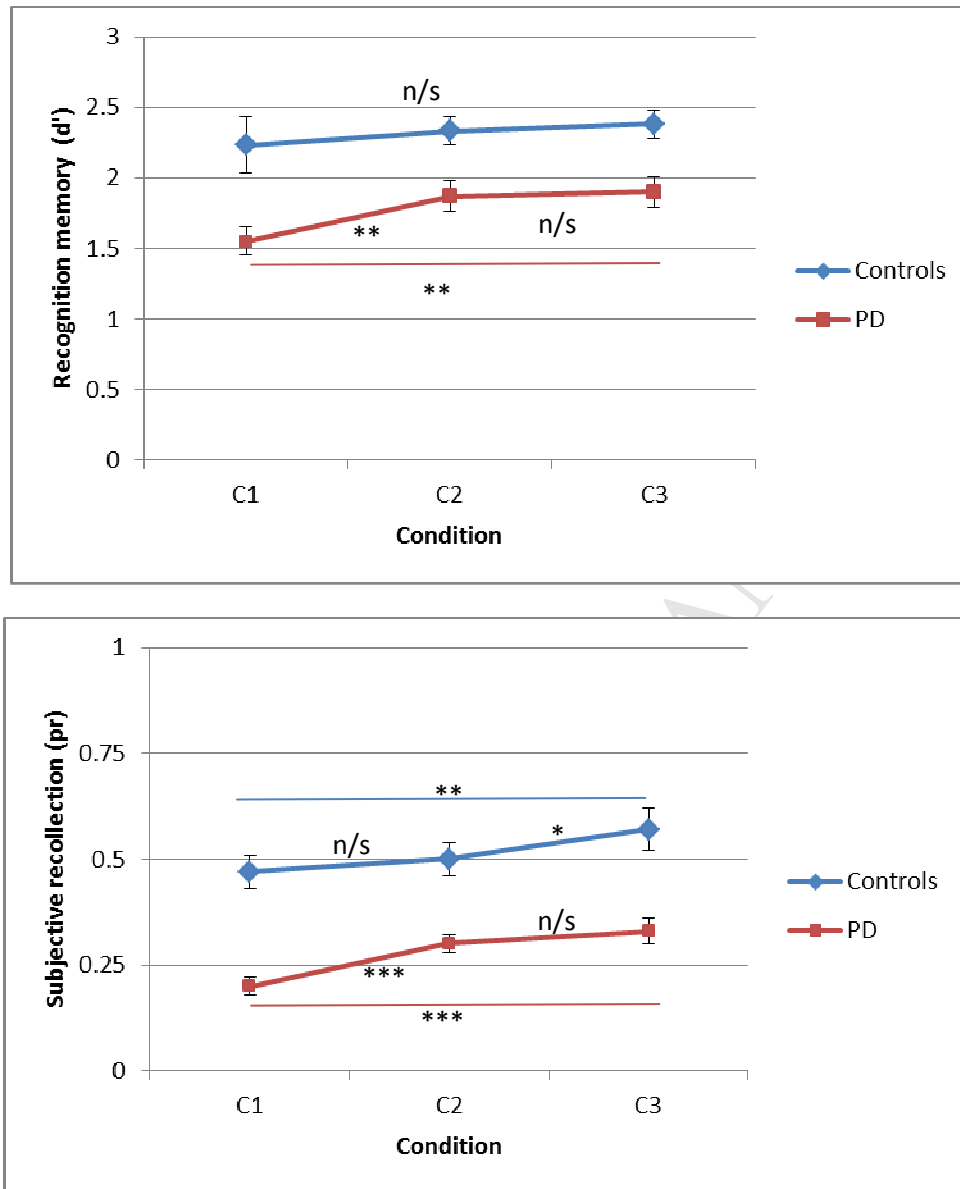 3
2.5
2
1.5
1
0.5
0
Recognition memory (d')
n/s
**
n/s
**
C1 C2 C3
Condition
Controls
PD
1
0.75
0.5
0.25
0
Subjective recollection (pr)
**
n/s
*
n/s
***
***
C1 C2 C3
Condition
Controls
PD